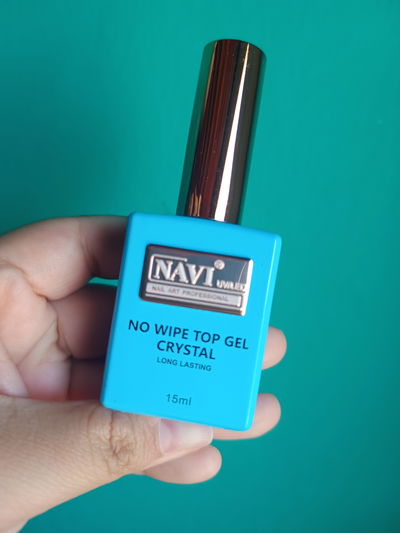 NAVI®
UV/LED
NAIL ART PROFESSIONAL
NO WIPE TOP GEL
CRYSTAL
LONG LASTING
15ml